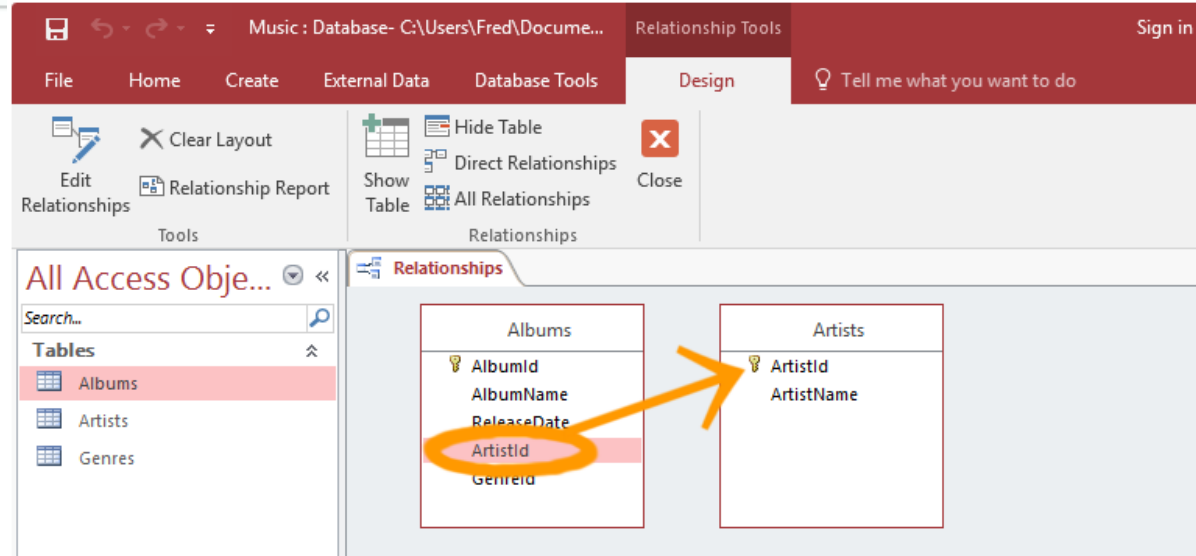 Music : Database- C:\Users\Fred\Docume... Relationship Tools Sign in
File Home Create External Data Database Tools Design Tell me what you want to do
Edit Relationships
Clear Layout
Relationship Report
Tools
Show Table
Hide Table
Direct Relationships
All Relationships
Relationships
Close
All Access Obje...
Search...
Tables
Albums
Artists
Genres
Relationships
Albums
AlbumId
AlbumName
ReleaseDate
ArtistId
GenreId
Artists
ArtistId
ArtistName